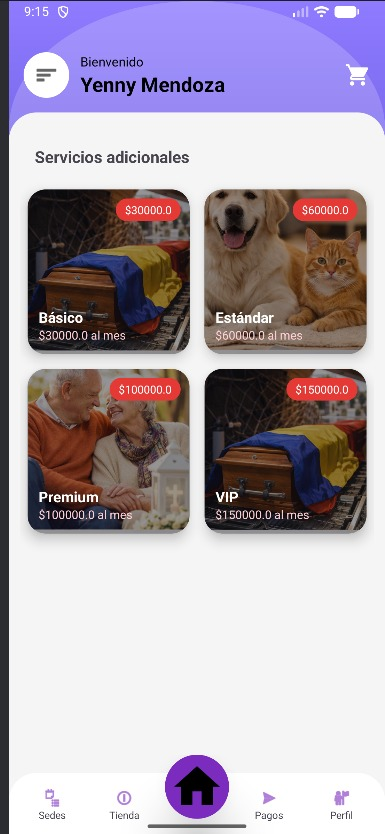 9:15
Bienvenido
Yenny Mendoza
Servicios adicionales
$30000.0
Básico
$30000.0 al mes
$60000.0
Estándar
$60000.0 al mes
$100000.0
Premium
$100000.0 al mes
$150000.0
VIP
$150000.0 al mes
Sedes
Tienda
Pagos
Perfil